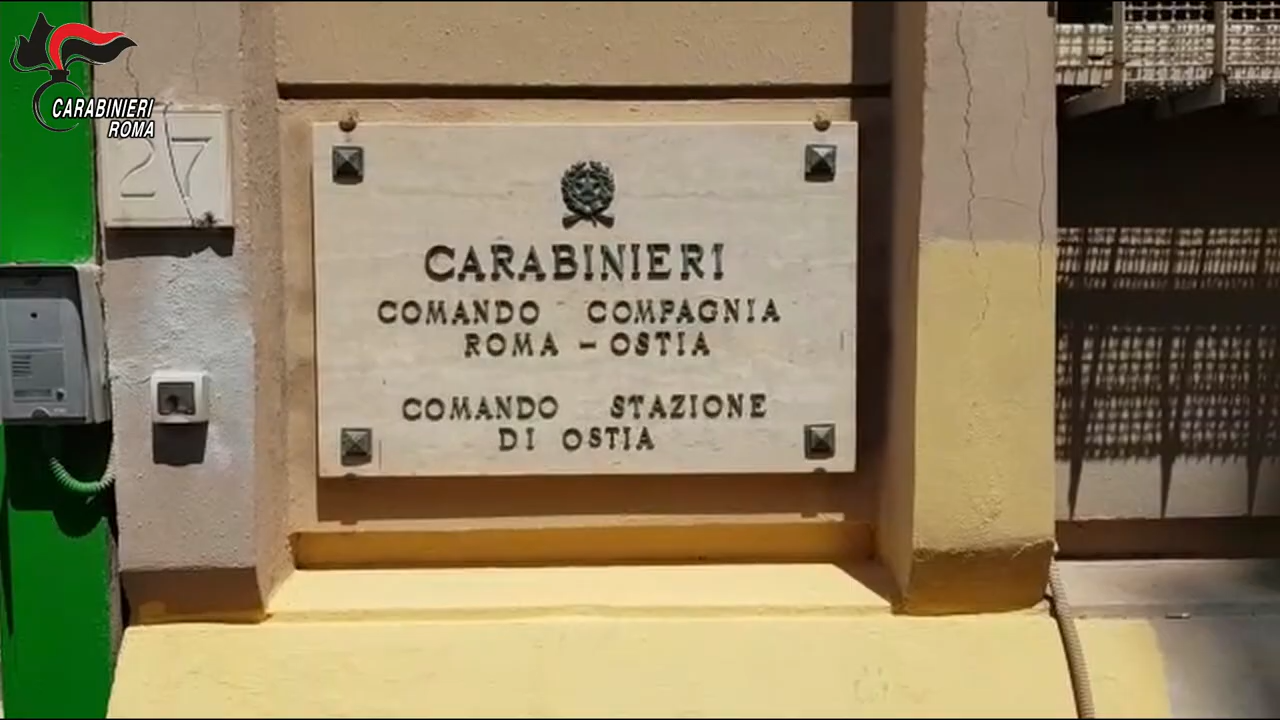 CARABINIERI
ROMA
27
CARABINIERI
COMANDO COMPAGNIA
ROMA - OSTIA
COMANDO STAZIONE
DI OSTIA